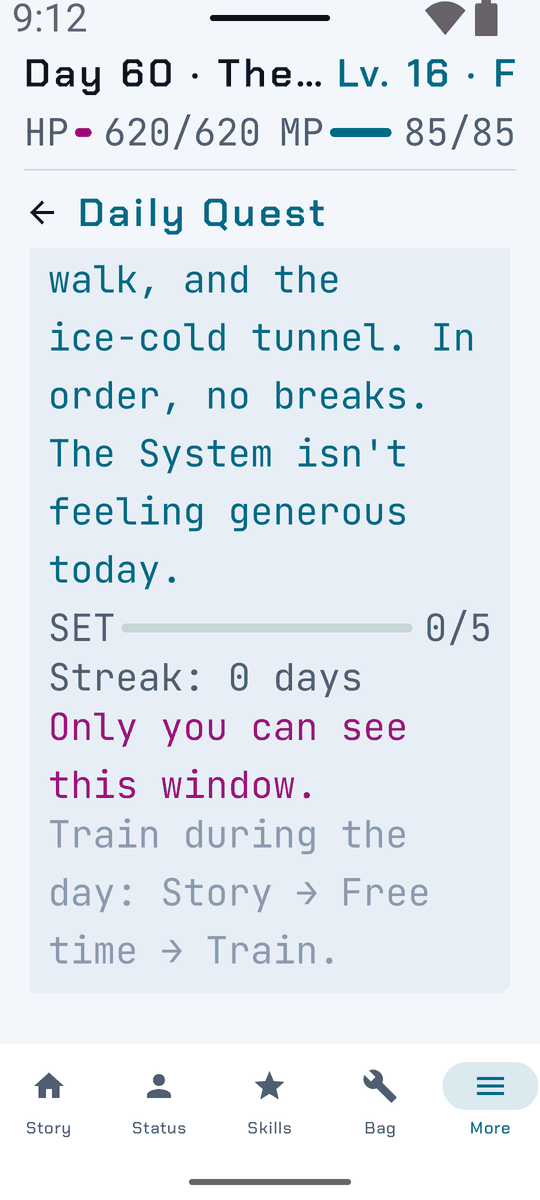 9:12
Day 60 · The… Lv. 16 · F
HP 620/620 MP 85/85
← Daily Quest
walk, and the
ice-cold tunnel. In
order, no breaks.
The System isn't
feeling generous
today.
SET 0/5
Streak: 0 days
Only you can see
this window.
Train during the
day: Story → Free
time → Train.
Story Status Skills Bag More